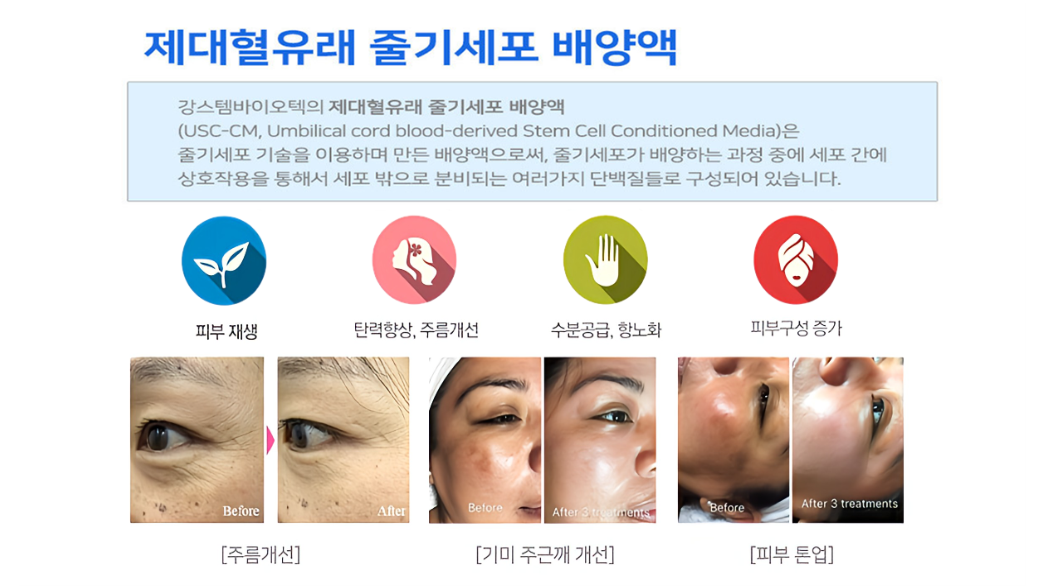 제대혈유래 줄기세포 배양액
강스템바이오텍의 제대혈유래 줄기세포 배양액
(USC-CM, Umbilical cord blood-derived Stem Cell Conditioned Media)은
줄기세포 기술을 이용하며 만든 배양액으로써, 줄기세포가 배양하는 과정 중에 세포 간에
상호작용을 통해서 세포 밖으로 분비되는 여러가지 단백질들로 구성되어 있습니다.
피부 재생
탄력향상, 주름개선
수분공급, 항노화
피부구성 증가
Before
After
Before
After 3 treatments
Before
After 3 treatments
[주름개선]
[기미 주근깨 개선]
[피부 톤업]